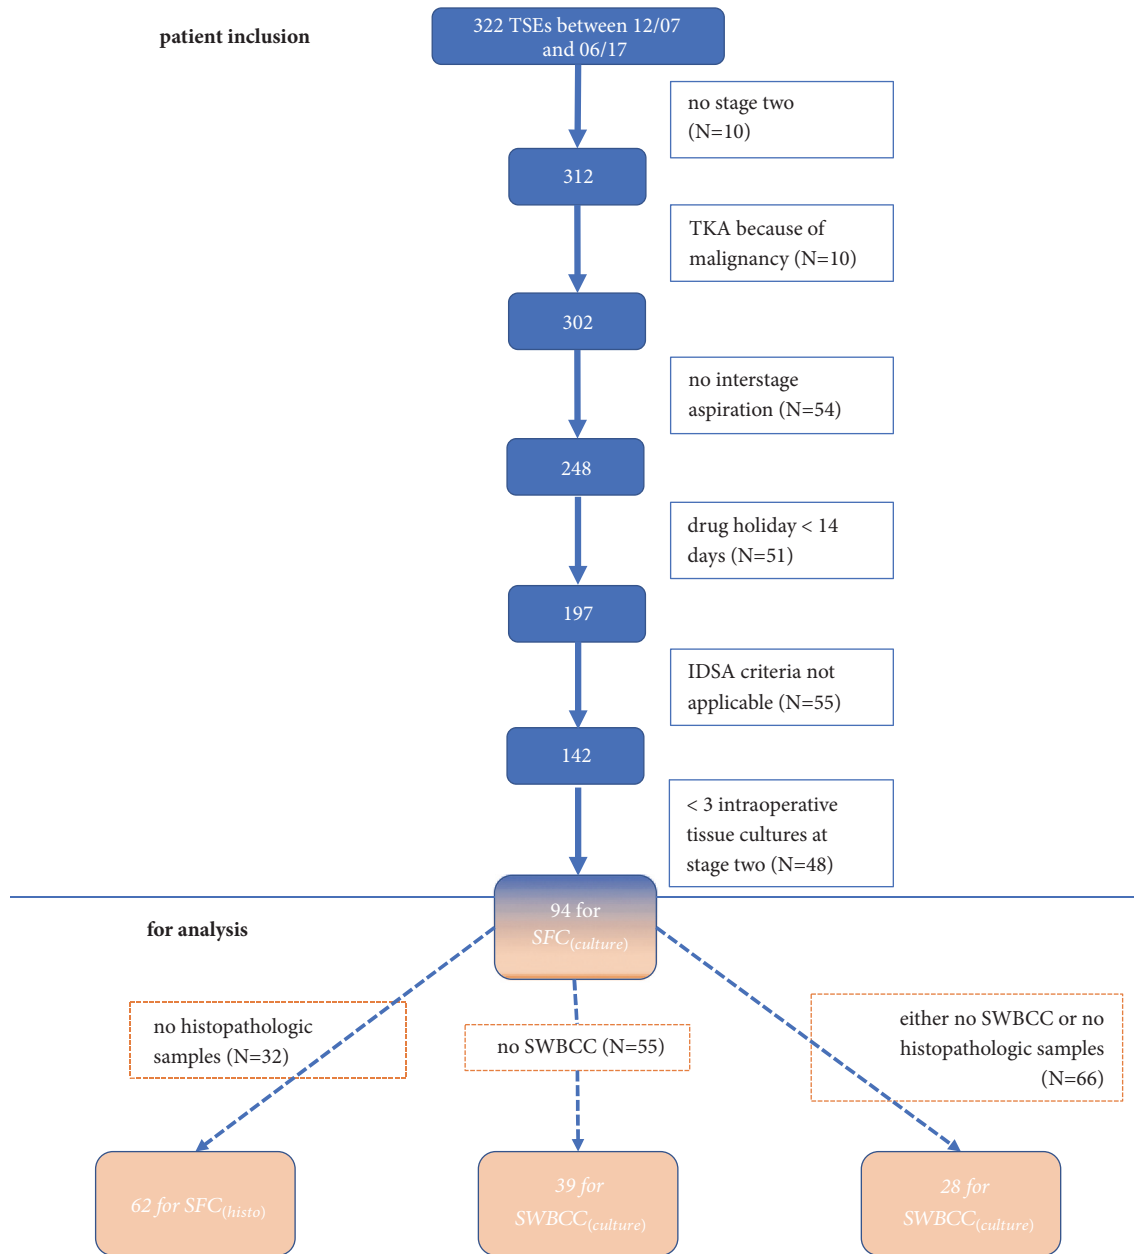 patient inclusion
322 TSEs between 12/07
and 06/17
no stage two
(N=10)
312
TKA because of
malignancy (N=10)
302
no interstage
aspiration (N=54)
248
drug holiday < 14
days (N=51)
197
IDSA criteria not
applicable (N=55)
142
< 3 intraoperative
tissue cultures at
stage two (N=48)
94 for
SFC(culture)
for analysis
no histopathologic
samples (N=32)
no SWBCC (N=55)
either no SWBCC or no
histopathologic samples
(N=66)
62 for SFC(histo)
39 for
SWBCC(culture)
28 for
SWBCC(culture)